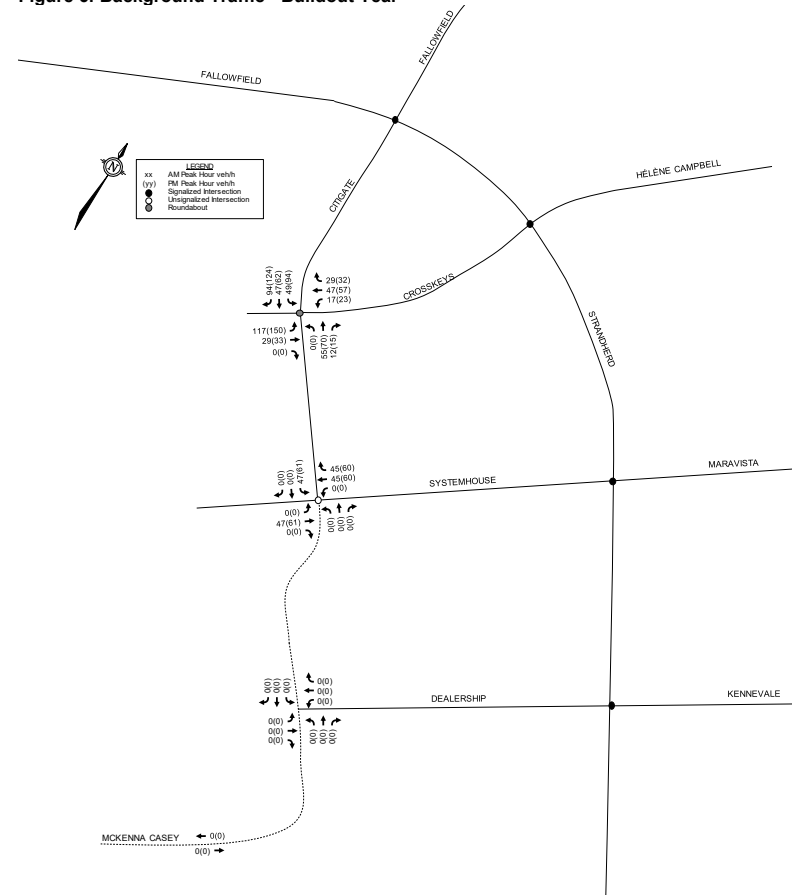 Figure 6: Background Traffic - Buildout Year
FALLOWFIELD
FALLOWFIELD
N
LEGEND
xx AM Peak Hour veh/h
(yy) PM Peak Hour veh/h
Signalized Intersection
Unsignalized Intersection
Roundabout
HÉLÈNE CAMPBELL
CITIGATE
CROSSKEYS
STRANDHERD
94(124)
47(62)
49(94)
29(32)
47(57)
17(23)
117(150)
29(33)
0(0)
0(0)
55(70)
12(15)
MARAVISTA
SYSTEMHOUSE
0(0)
0(0)
47(61)
45(60)
45(60)
0(0)
0(0)
47(61)
0(0)
0(0)
0(0)
0(0)
0(0)
0(0)
0(0)
0(0)
0(0)
0(0)
DEALERSHIP
KENNEVALE
0(0)
0(0)
0(0)
0(0)
0(0)
0(0)
MCKENNA CASEY
0(0)
0(0)